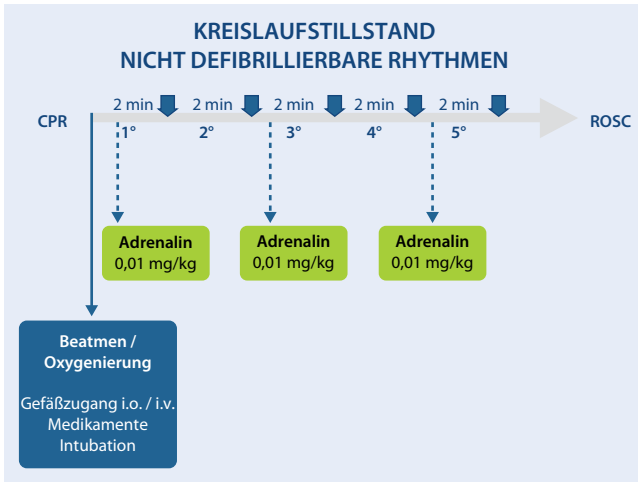 KREISLAUFSTILLSTAND
NICHT DEFIBRILLIERBARE RHYTHMEN
2 min 2 min 2 min 2 min 2 min
CPR ROSC
1° 2° 3° 4° 5°
Adrenalin
0,01 mg/kg
Adrenalin
0,01 mg/kg
Adrenalin
0,01 mg/kg
Beatmen /
Oxygenierung
Gefäßzugang i.o. / i.v.
Medikamente
Intubation